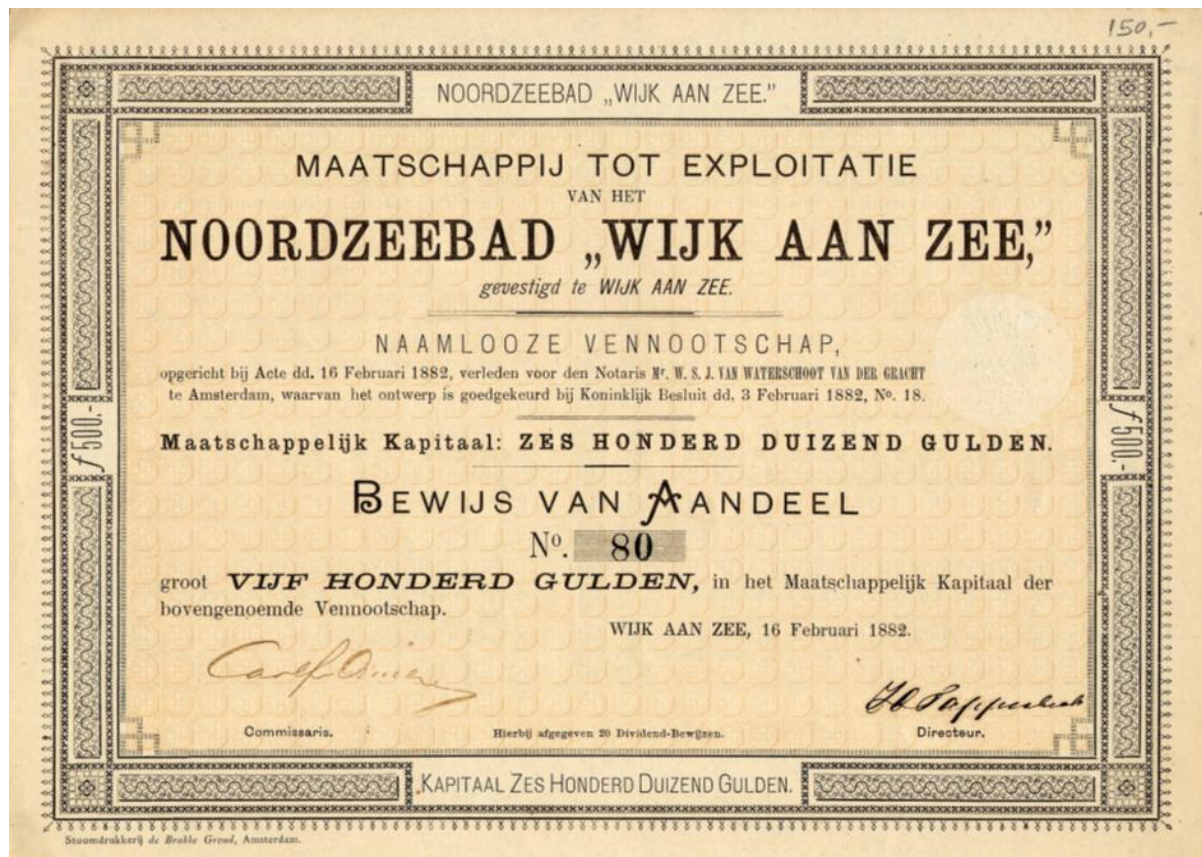 150,-
NOORDZEEBAD „WIJK AAN ZEE."
MAATSCHAPPIJ TOT EXPLOITATIE
VAN HET
NOORDZEEBAD „WIJK AAN ZEE,”
gevestigd te WIJK AAN ZEE.
NAAMLOOZE VENNOOTSCHAP,
opgericht bij Acte dd. 16 Februari 1882, verleden voor den Notaris Mr. W. S. J. VAN WATERSCHOOT VAN DER GRACHT
te Amsterdam, waarvan het ontwerp is goedgekeurd bij Koninklijk Besluit dd. 3 Februari 1882, No. 18.
ƒ 500.-
ƒ 500.-
Maatschappelijk Kapitaal: ZES HONDERD DUIZEND GULDEN.
BEWIJS VAN AANDEEL
No. 80
groot VIJF HONDERD GULDEN, in het Maatschappelijk Kapitaal der
bovengenoemde Vennootschap.
WIJK AAN ZEE, 16 Februari 1882.
Commissaris.
Hierbij afgegeven 20 Dividend-Bewijzen.
Directeur.
KAPITAAL ZES HONDERD DUIZEND GULDEN.
Stoomdrukkerij de Brakke Grond, Amsterdam.